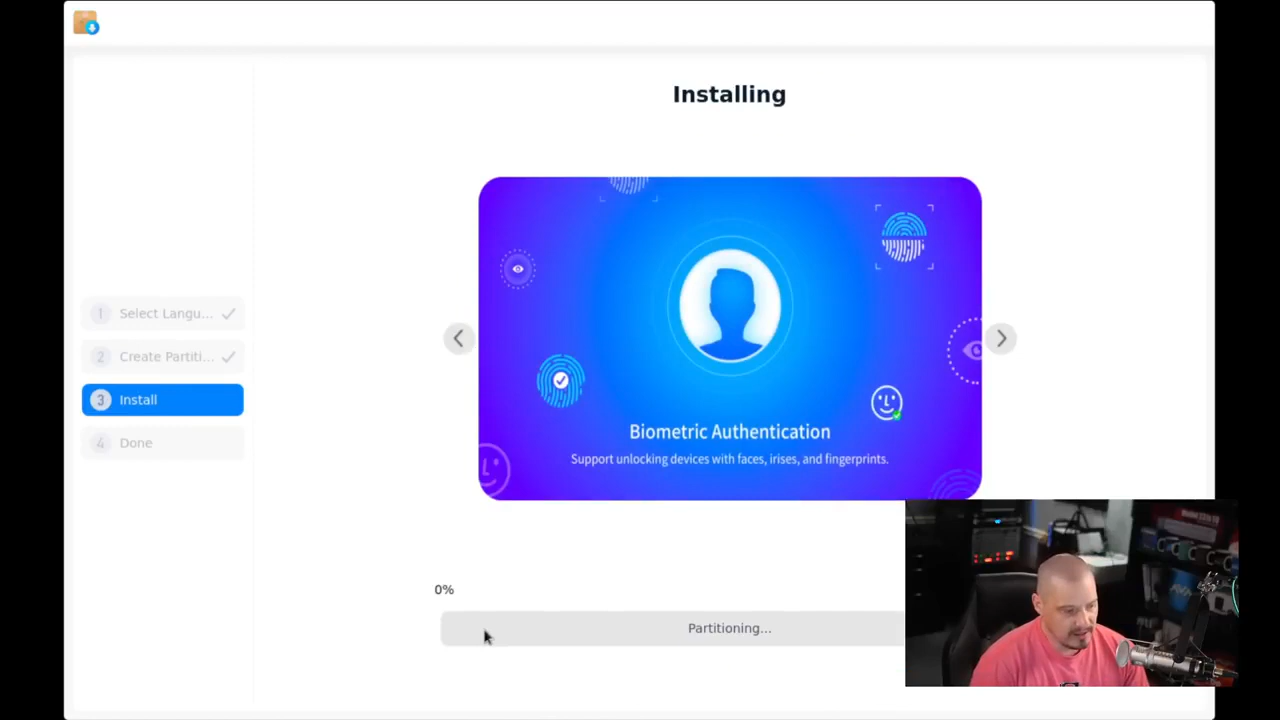 Installing
1 Select Langu...
2 Create Partiti...
3 Install
4 Done
Biometric Authentication
Support unlocking devices with faces, irises, and fingerprints.
0%
Partitioning...